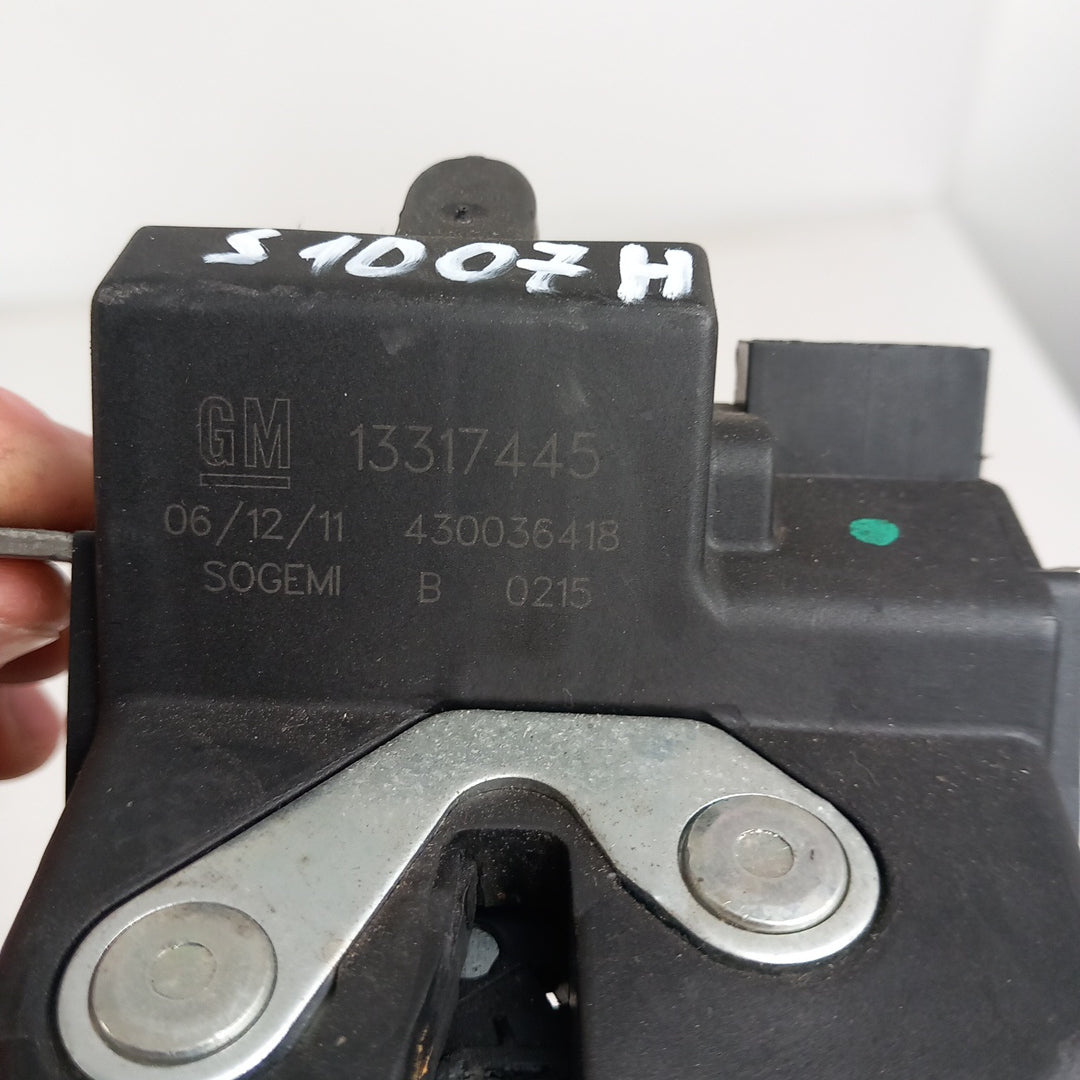 S1007H
GM 13317445
06/12/11 430036418
SOGEMI B 0215